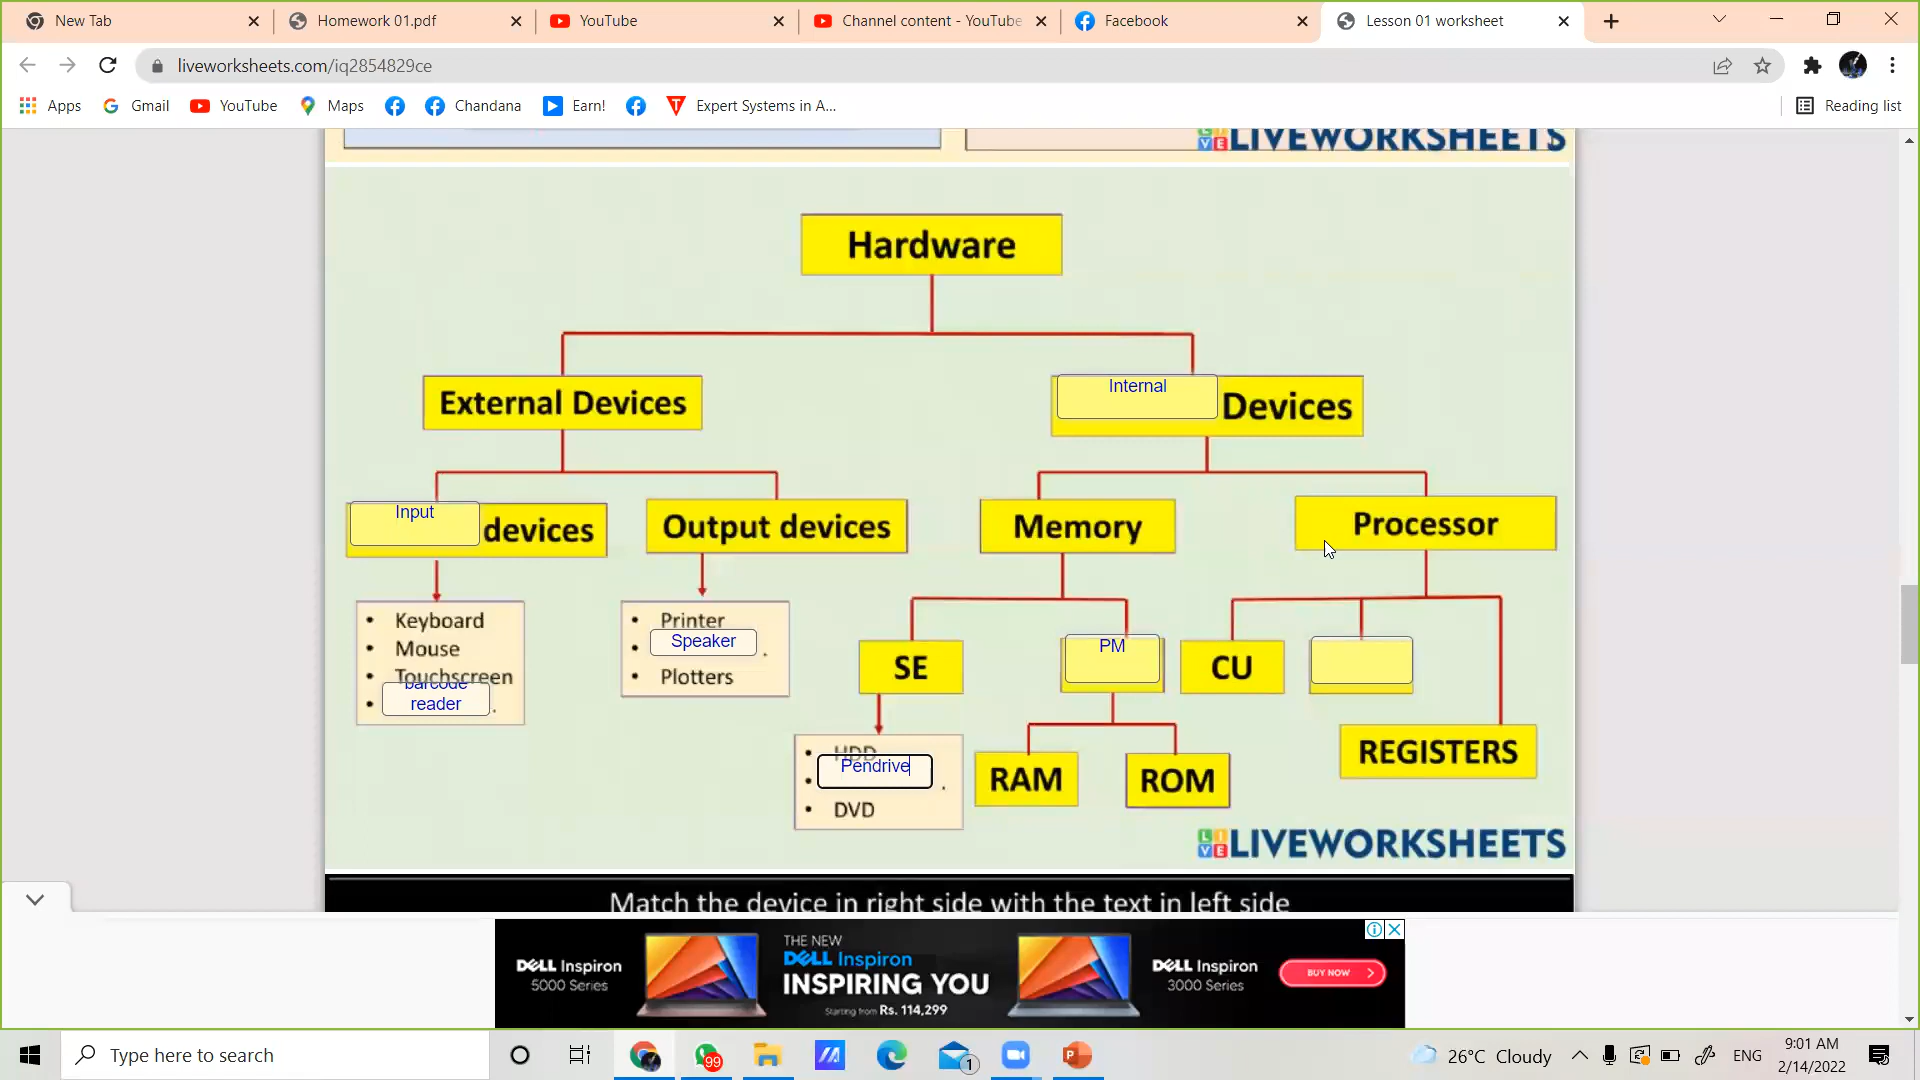 New Tab
Homework 01.pdf
YouTube
Channel content - YouTube
Facebook
Lesson 01 worksheet
liveworksheets.com/iq2854829ce
Apps
Gmail
YouTube
Maps
Chandana
Earn!
Expert Systems in A...
Reading list
LIVEWORKSHEETS
Hardware
External Devices
Internal Devices
Input devices
Output devices
Memory
Processor
• Keyboard
• Mouse
• Touchscreen
• barcode
reader .
• Printer
• Speaker .
• Plotters
SE
PM
CU
REGISTERS
• HDD
• Pendrive .
• DVD
RAM
ROM
LIVE LIVEWORKSHEETS
Match the device in right side with the text in left side
DELL Inspiron
5000 Series
THE NEW
DELL Inspiron
INSPIRING YOU
Starting from Rs. 114,299
DELL Inspiron
3000 Series
BUY NOW >
Type here to search
99
1
26°C Cloudy
ENG
9:01 AM
2/14/2022